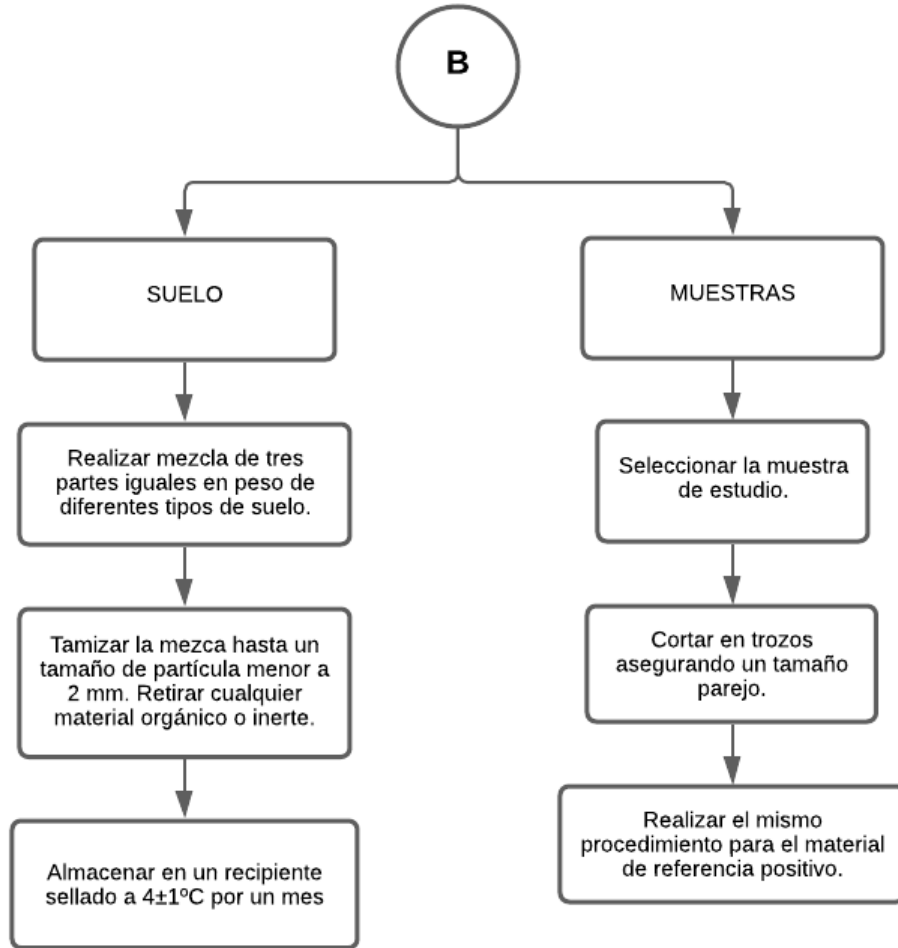 B
SUELO
Realizar mezcla de tres
partes iguales en peso de
diferentes tipos de suelo.
Tamizar la mezca hasta un
tamaño de partícula menor a
2 mm. Retirar cualquier
material orgánico o inerte.
Almacenar en un recipiente
sellado a 4±1ºC por un mes
MUESTRAS
Seleccionar la muestra
de estudio.
Cortar en trozos
asegurando un tamaño
parejo.
Realizar el mismo
procedimiento para el material
de referencia positivo.